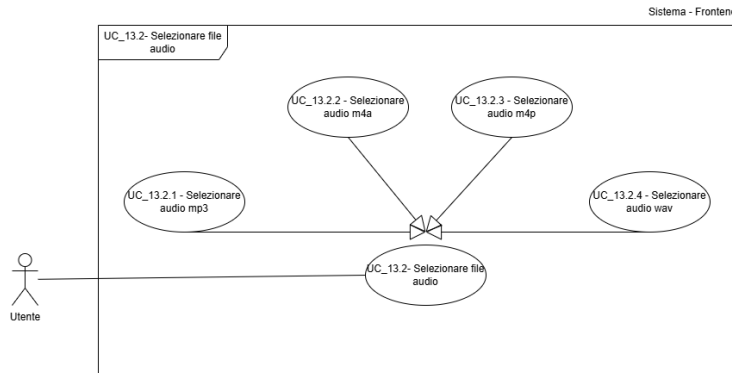 Sistema - Frontend
UC_13.2- Selezionare file
audio
UC_13.2.2 - Selezionare
audio m4a
UC_13.2.3 - Selezionare
audio m4p
UC_13.2.1 - Selezionare
audio mp3
UC_13.2.4 - Selezionare
audio wav
UC_13.2- Selezionare file
audio
Utente